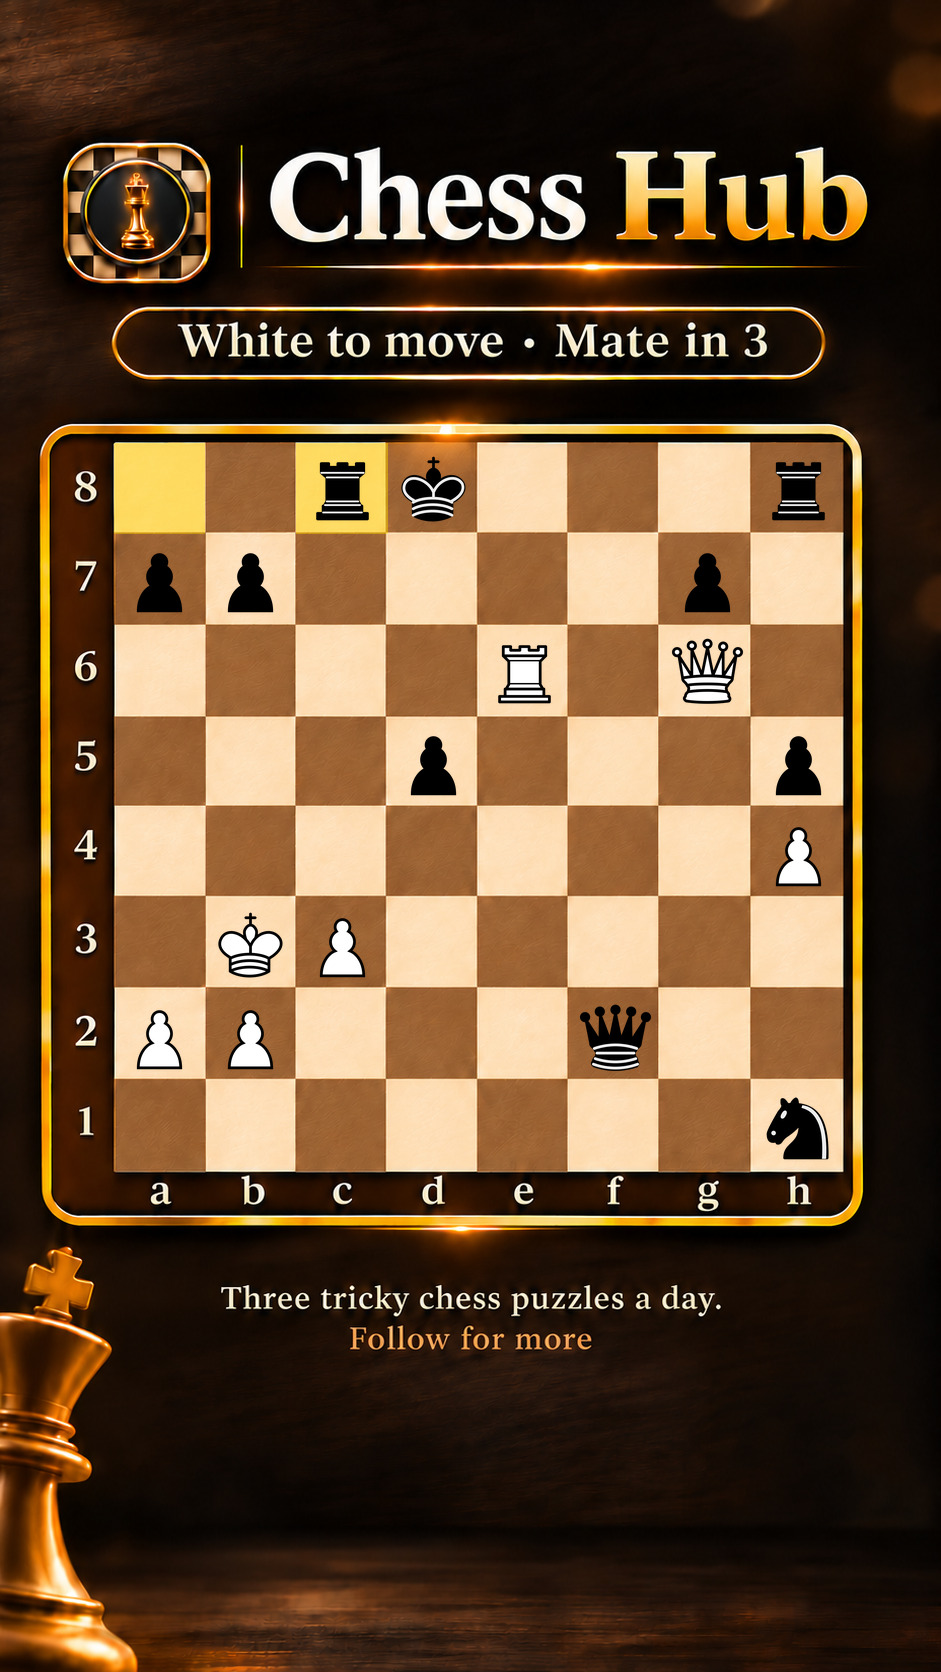 Chess Hub
White to move • Mate in 3
8
7
6
5
4
3
2
1
a b c d e f g h
Three tricky chess puzzles a day.
Follow for more